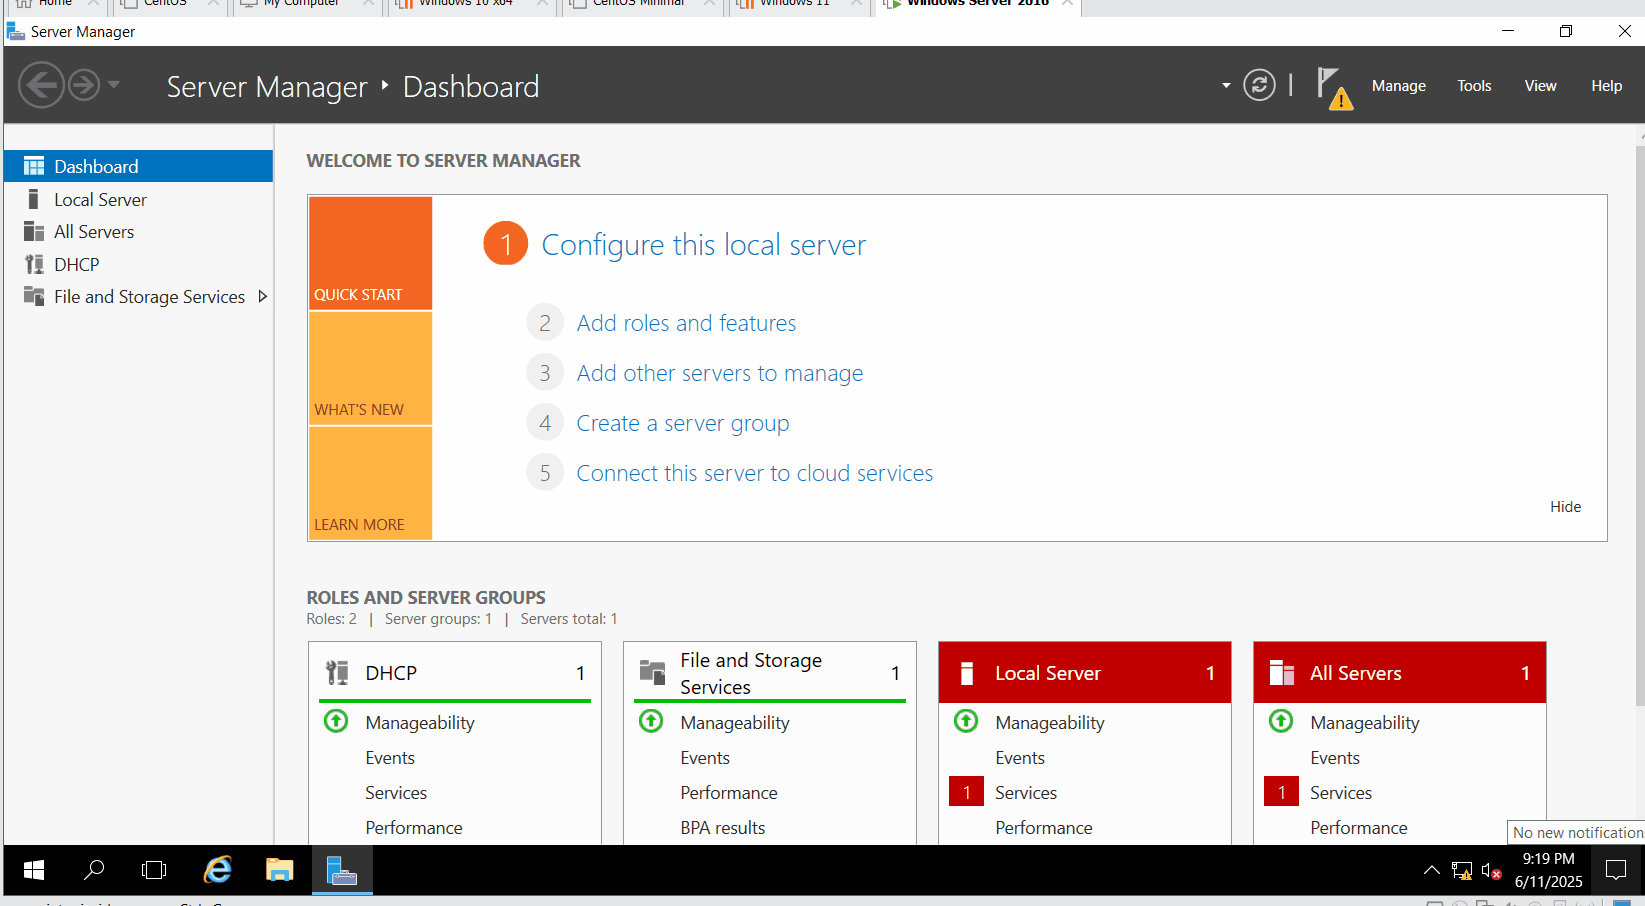 Home
CentOS
My Computer
Windows 10 x64
CentOS Minimal
Windows 11
Windows Server 2016
Server Manager
Server Manager ‣ Dashboard
Manage
Tools
View
Help
Dashboard
Local Server
All Servers
DHCP
File and Storage Services
WELCOME TO SERVER MANAGER
QUICK START
WHAT'S NEW
LEARN MORE
1 Configure this local server
2 Add roles and features
3 Add other servers to manage
4 Create a server group
5 Connect this server to cloud services
Hide
ROLES AND SERVER GROUPS
Roles: 2 | Server groups: 1 | Servers total: 1
DHCP 1
Manageability
Events
Services
Performance
File and Storage
Services 1
Manageability
Events
Performance
BPA results
Local Server 1
Manageability
Events
1 Services
Performance
All Servers 1
Manageability
Events
1 Services
Performance
No new notification
9:19 PM
6/11/2025